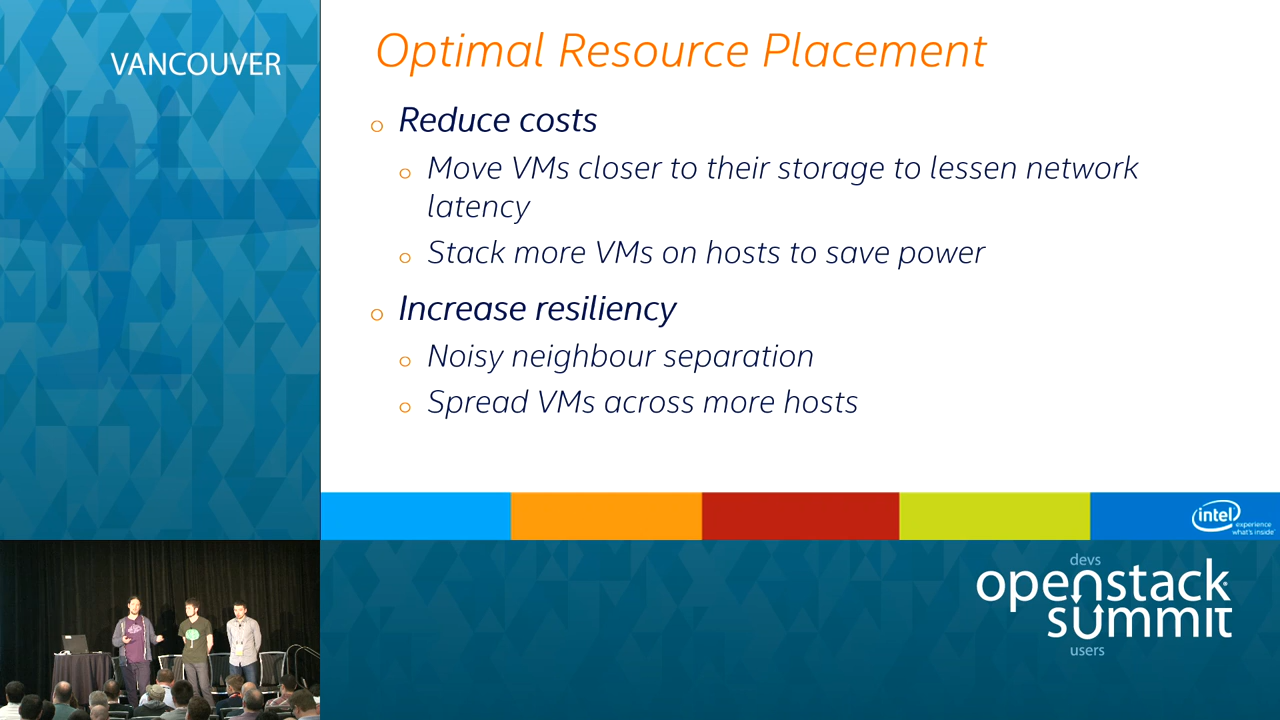 VANCOUVER
Optimal Resource Placement
o Reduce costs
o Move VMs closer to their storage to lessen network
latency
o Stack more VMs on hosts to save power
o Increase resiliency
o Noisy neighbour separation
o Spread VMs across more hosts
intel
experience
what's inside
devs
openstack
summit
users